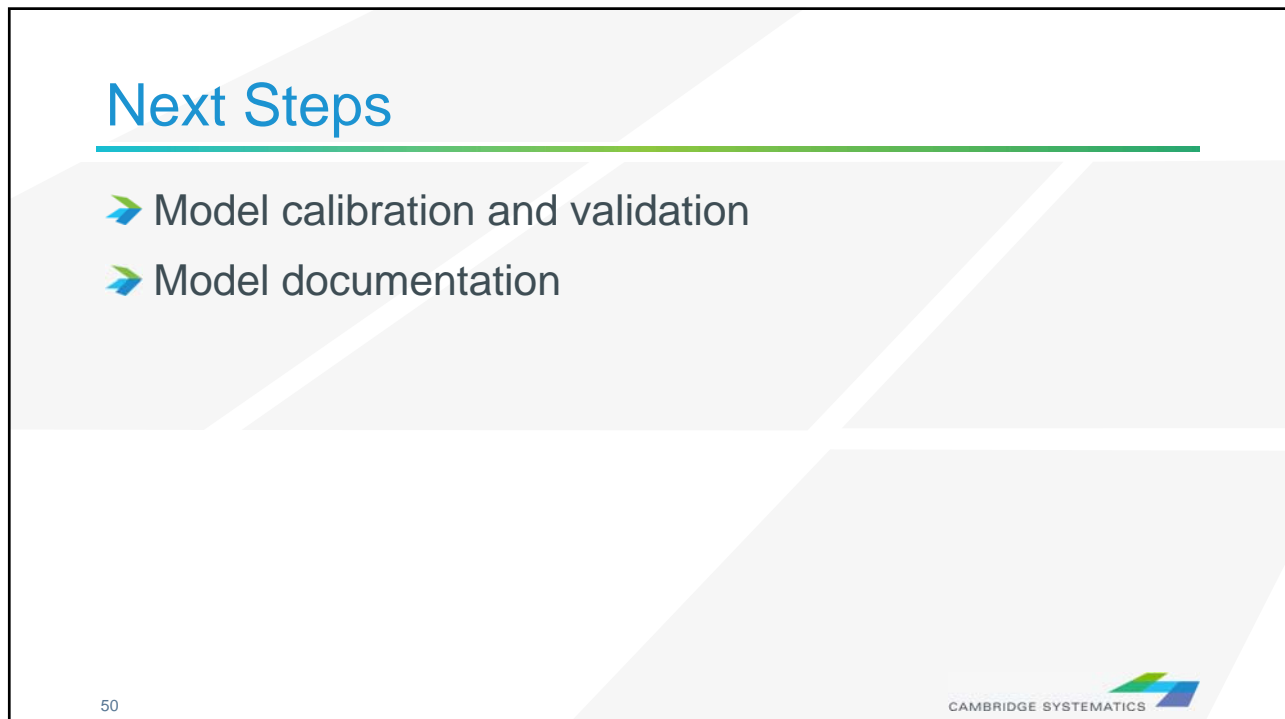 Next Steps
Model calibration and validation
Model documentation
50
CAMBRIDGE SYSTEMATICS